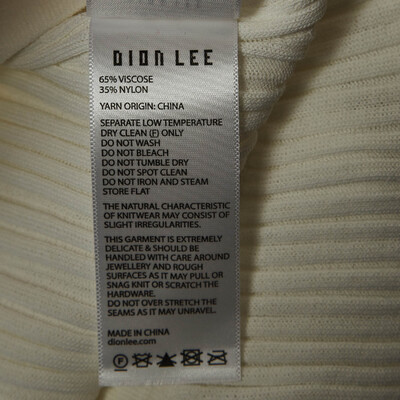 DION LEE
65% VISCOSE
35% NYLON
YARN ORIGIN: CHINA
SEPARATE LOW TEMPERATURE
DRY CLEAN (F) ONLY
DO NOT WASH
DO NOT BLEACH
DO NOT TUMBLE DRY
DO NOT SPOT CLEAN
DO NOT IRON AND STEAM
STORE FLAT
THE NATURAL CHARACTERISTIC
OF KNITWEAR MAY CONSIST OF
SLIGHT IRREGULARITIES.
THIS GARMENT IS EXTREMELY
DELICATE & SHOULD BE
HANDLED WITH CARE AROUND
JEWELLERY AND ROUGH
SURFACES AS IT MAY PULL OR
SNAG KNIT OR SCRATCH THE
HARDWARE.
DO NOT OVER STRETCH THE
SEAMS AS IT MAY UNRAVEL.
MADE IN CHINA
dionlee.com
F